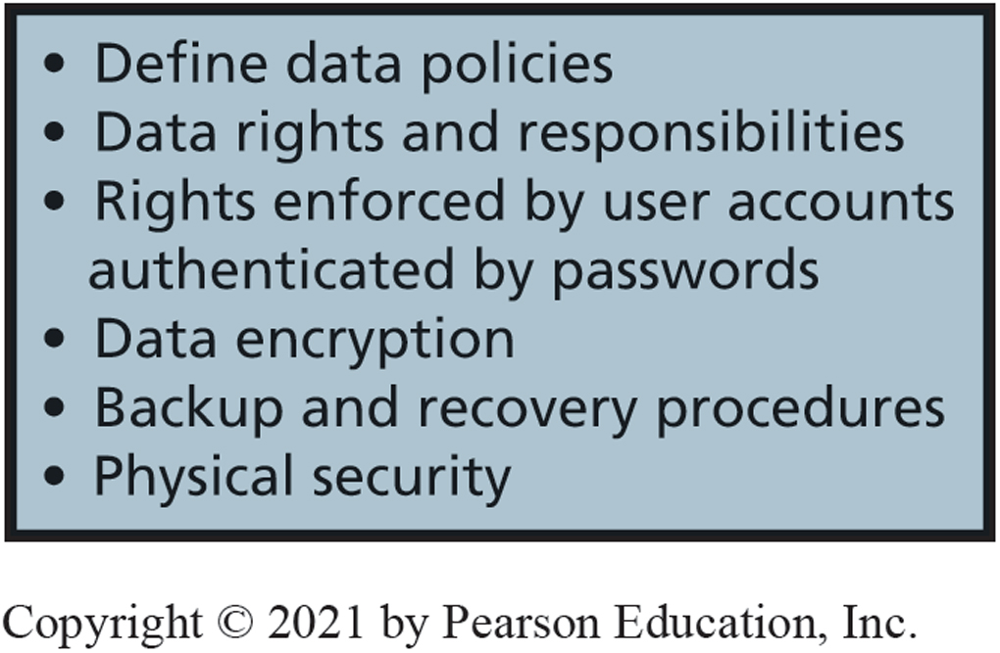 • Define data policies
• Data rights and responsibilities
• Rights enforced by user accounts
authenticated by passwords
• Data encryption
• Backup and recovery procedures
• Physical security
Copyright © 2021 by Pearson Education, Inc.